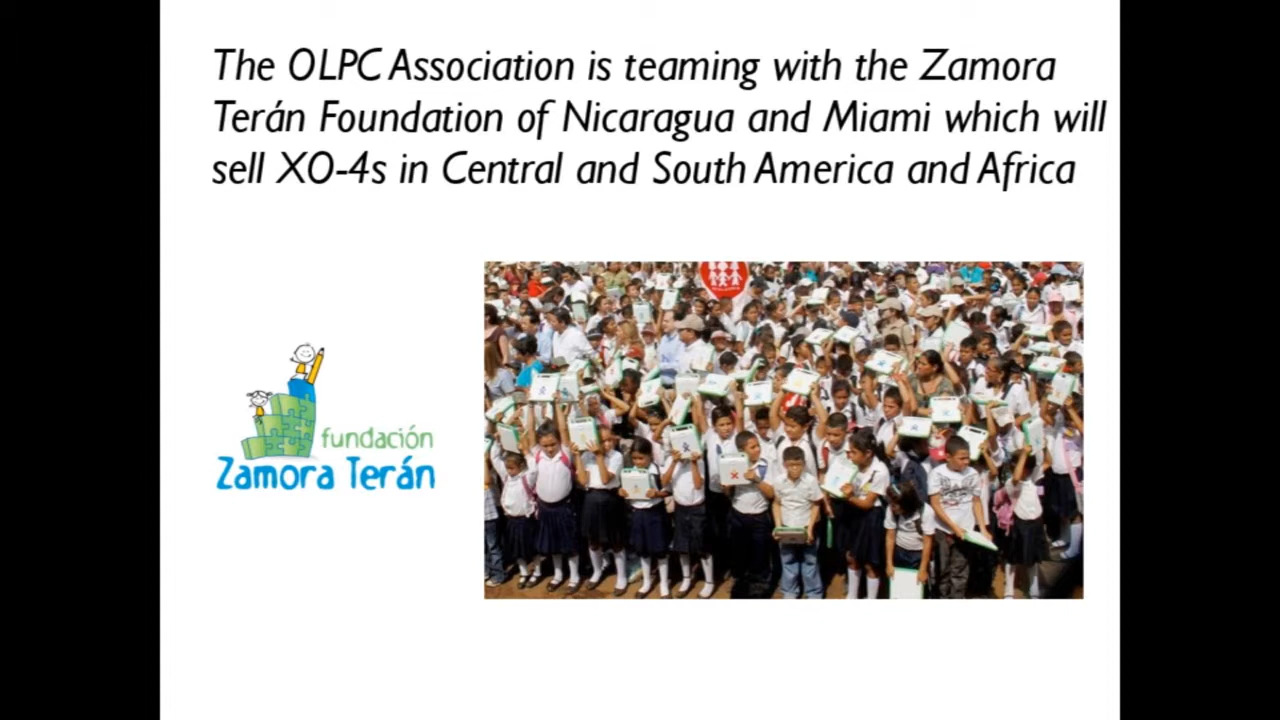 The OLPC Association is teaming with the Zamora
Terán Foundation of Nicaragua and Miami which will
sell XO-4s in Central and South America and Africa
fundación
Zamora Terán